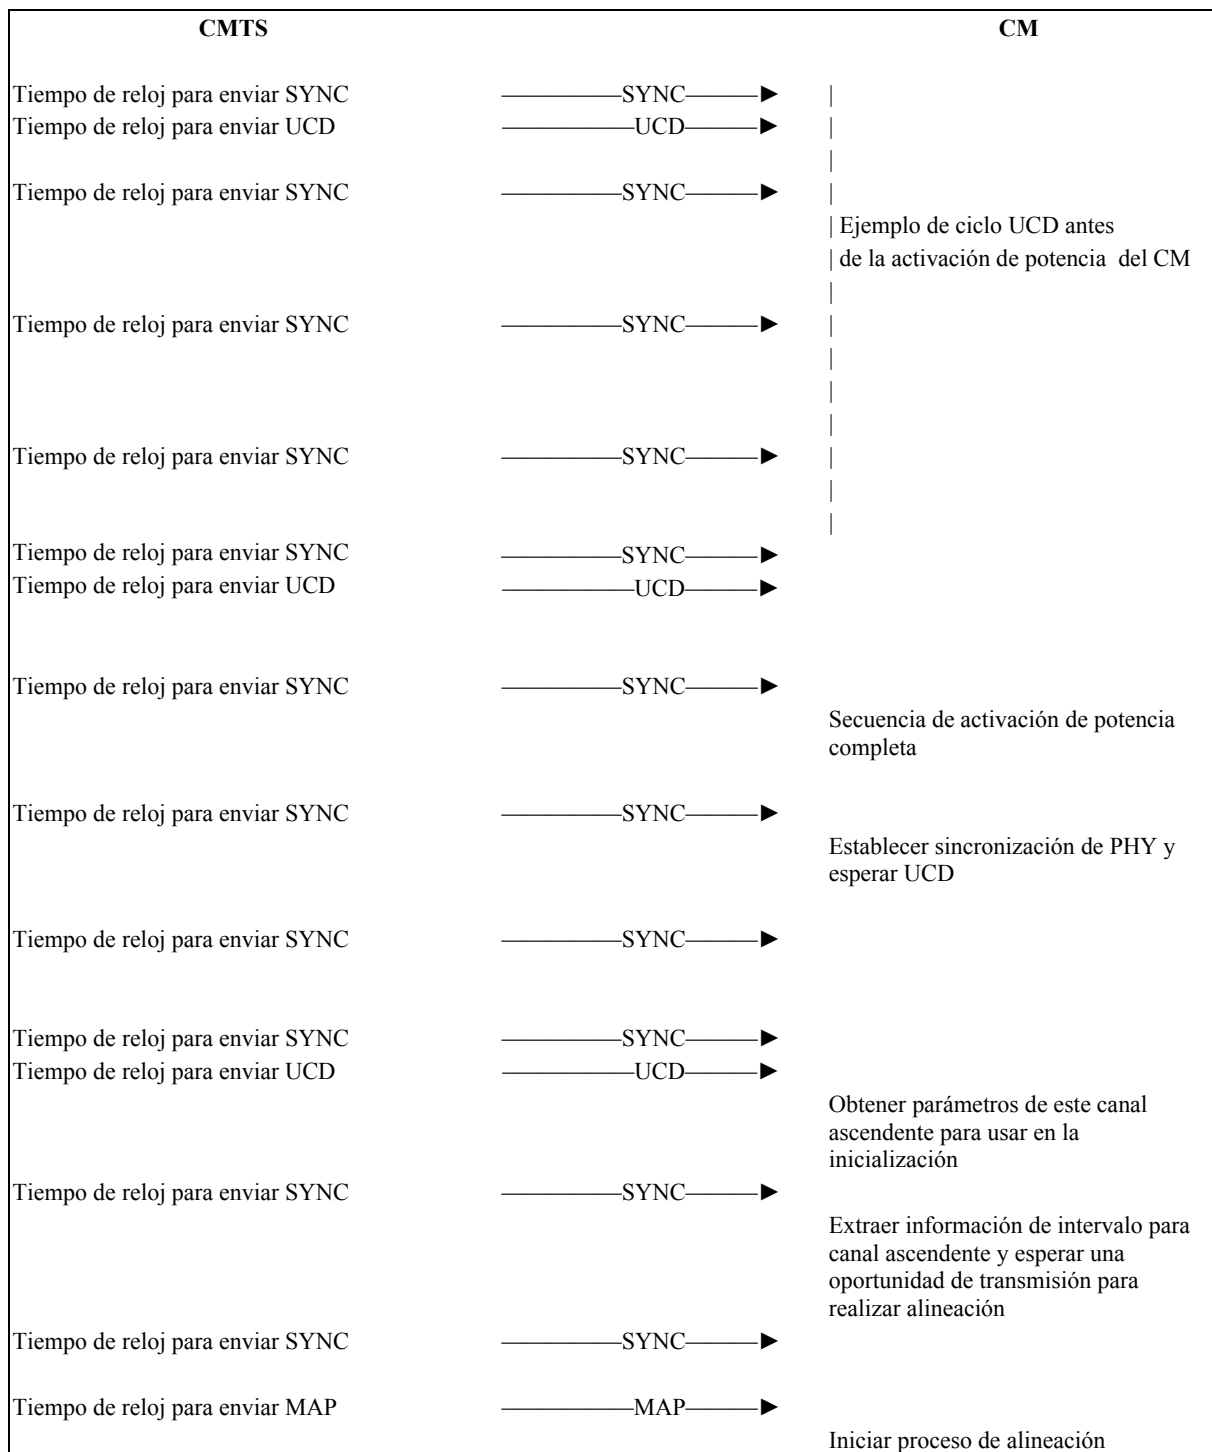 CMTS CM
Tiempo de reloj para enviar SYNC ——————SYNC————► |
Tiempo de reloj para enviar UCD ——————UCD————► |
|
Tiempo de reloj para enviar SYNC ——————SYNC————► |
| Ejemplo de ciclo UCD antes
| de la activación de potencia del CM
|
Tiempo de reloj para enviar SYNC ——————SYNC————► |
|
|
|
Tiempo de reloj para enviar SYNC ——————SYNC————► |
|
|
Tiempo de reloj para enviar SYNC ——————SYNC————►
Tiempo de reloj para enviar UCD ——————UCD————►
Tiempo de reloj para enviar SYNC ——————SYNC————►
Secuencia de activación de potencia
completa
Tiempo de reloj para enviar SYNC ——————SYNC————►
Establecer sincronización de PHY y
esperar UCD
Tiempo de reloj para enviar SYNC ——————SYNC————►
Tiempo de reloj para enviar SYNC ——————SYNC————►
Tiempo de reloj para enviar UCD ——————UCD————►
Obtener parámetros de este canal
ascendente para usar en la
inicialización
Tiempo de reloj para enviar SYNC ——————SYNC————►
Extraer información de intervalo para
canal ascendente y esperar una
oportunidad de transmisión para
realizar alineación
Tiempo de reloj para enviar SYNC ——————SYNC————►
Tiempo de reloj para enviar MAP ——————MAP————►
Iniciar proceso de alineación